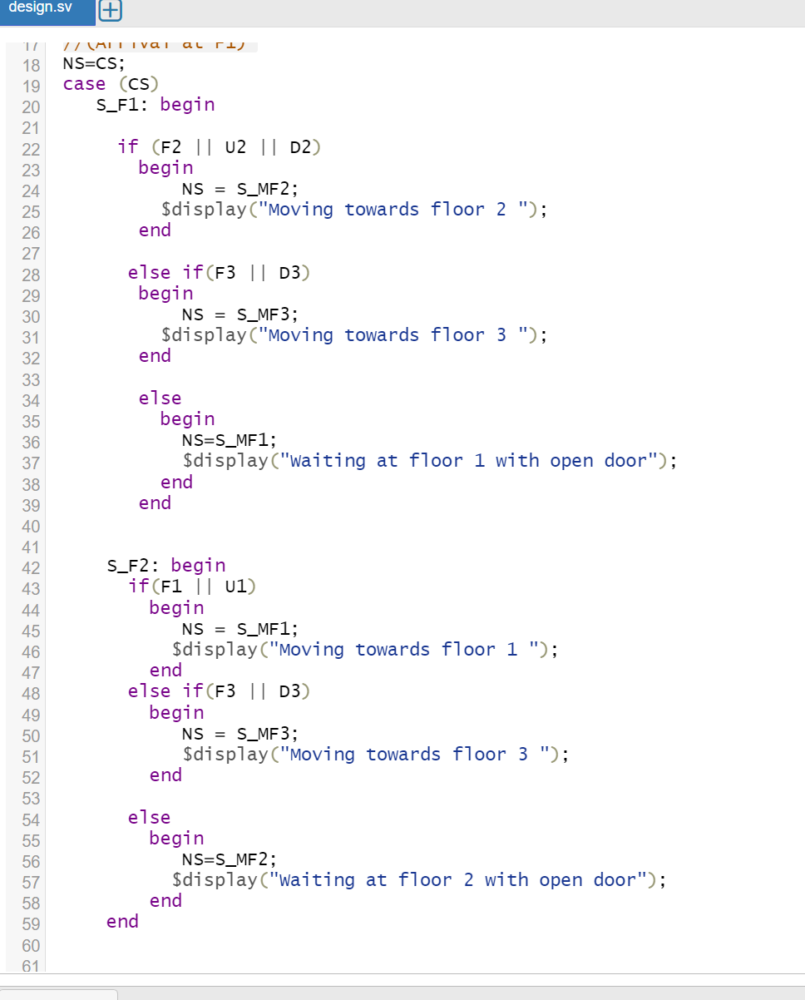 design.sv
17 //(Arrival at F1)
18 NS=CS;
19 case (CS)
20 S_F1: begin
21
22 if (F2 || U2 || D2)
23 begin
24 NS = S_MF2;
25 $display("Moving towards floor 2 ");
26 end
27
28 else if(F3 || D3)
29 begin
30 NS = S_MF3;
31 $display("Moving towards floor 3 ");
32 end
33
34 else
35 begin
36 NS=S_MF1;
37 $display("Waiting at floor 1 with open door");
38 end
39 end
40
41
42 S_F2: begin
43 if(F1 || U1)
44 begin
45 NS = S_MF1;
46 $display("Moving towards floor 1 ");
47 end
48 else if(F3 || D3)
49 begin
50 NS = S_MF3;
51 $display("Moving towards floor 3 ");
52 end
53
54 else
55 begin
56 NS=S_MF2;
57 $display("Waiting at floor 2 with open door");
58 end
59 end
60
61